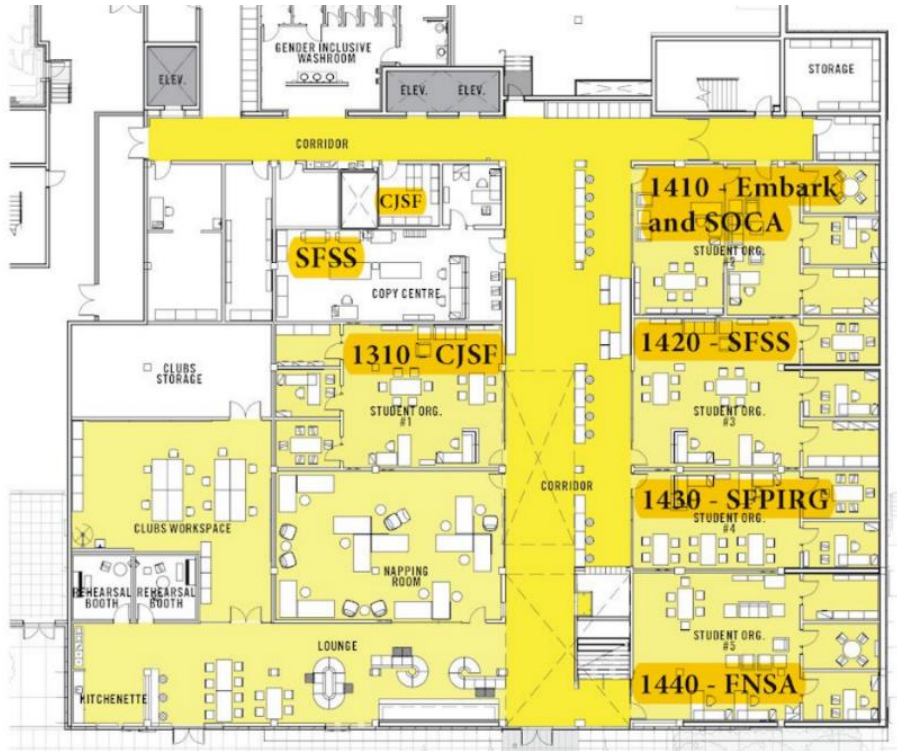 GENDER INCLUSIVE
WASHROOM
ELEV.
ELEV.
ELEV.
STORAGE
CORRIDOR
CJSF
1410 - Embark
and SOCA
STUDENT ORG.
#2
SFSS
COPY CENTRE
1310 - CJSF
1420 - SFSS
CLUBS
STORAGE
STUDENT ORG.
#1
STUDENT ORG.
#3
CORRIDOR
1430 - SFPIRG
STUDENT ORG.
#4
CLUBS WORKSPACE
NAPPING
ROOM
REHEARSAL
BOOTH
REHEARSAL
BOOTH
STUDENT ORG.
#5
LOUNGE
KITCHENETTE
1440 - FNSA